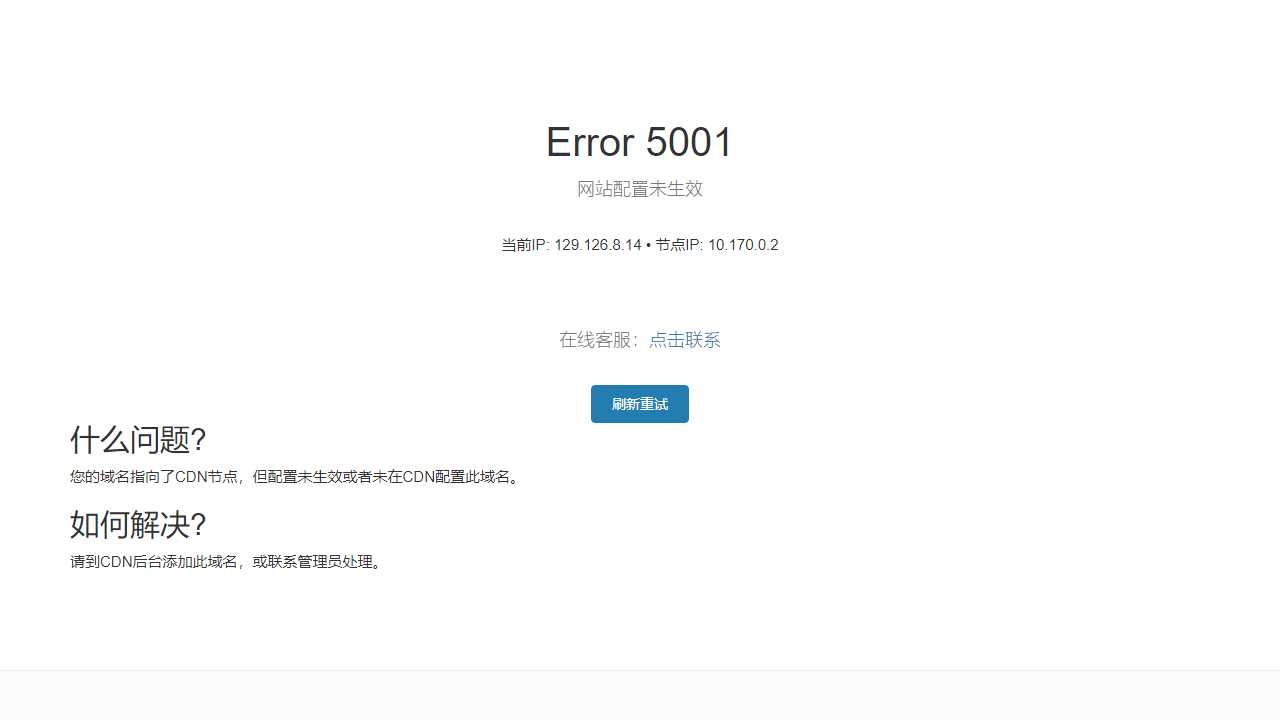 Error 5001
网站配置未生效
当前IP: 129.126.8.14 • 节点IP: 10.170.0.2
在线客服：点击联系
刷新重试
什么问题?
您的域名指向了CDN节点，但配置未生效或者未在CDN配置此域名。
如何解决?
请到CDN后台添加此域名，或联系管理员处理。